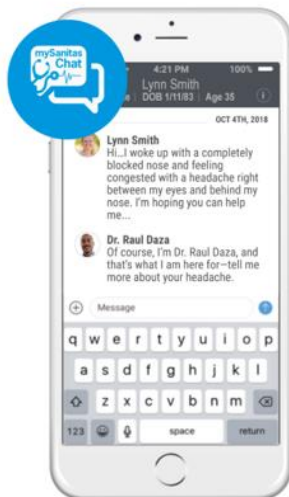 mySanitas
Chat
4:21 PM
100%
Lynn Smith
DOB 1/11/83 | Age 35
OCT 4TH, 2018
Lynn Smith
Hi...I woke up with a completely
blocked nose and feeling
congested with a headache right
between my eyes and behind my
nose. I'm hoping you can help
me...
Dr. Raul Daza
Of course, I'm Dr. Raul Daza, and
that's what I am here for—tell me
more about your headache.
Message
q w e r t y u i o p
a s d f g h j k l
z x c v b n m
123
space
return